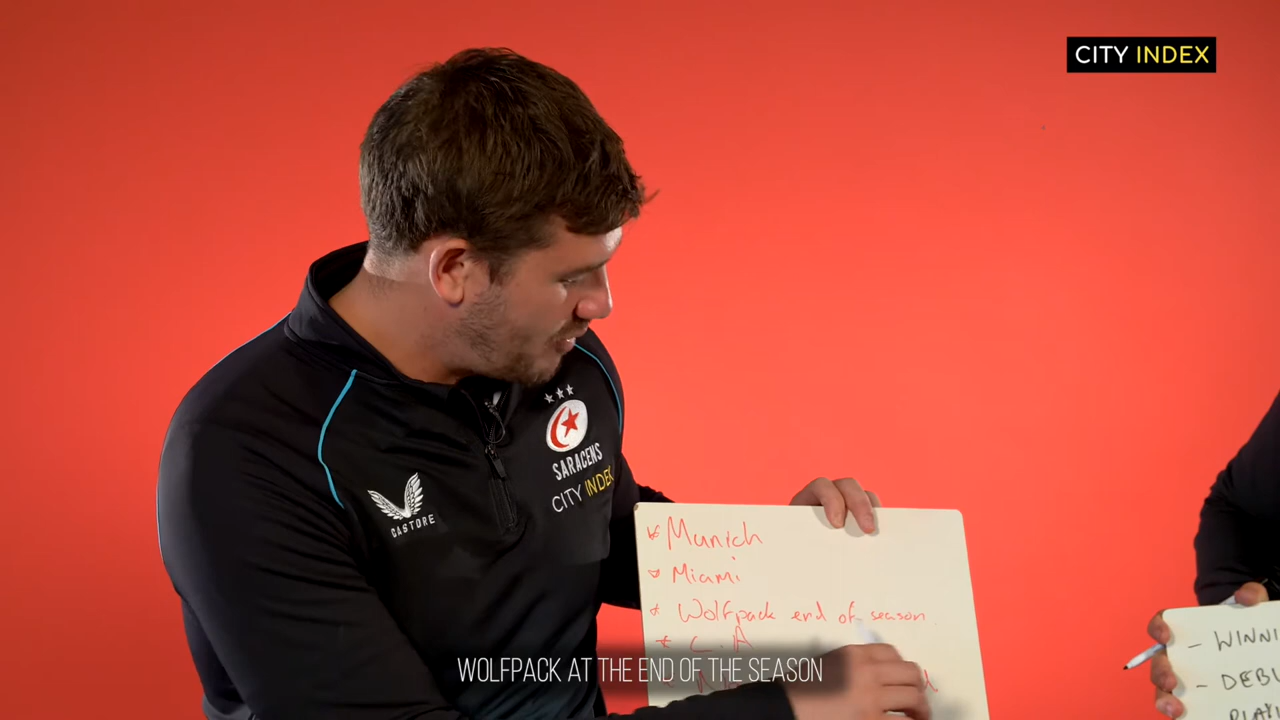 CITY INDEX
SARACENS
CITY INDEX
CASTORE
* Munich
* Miami
* Wolfpack end of season
* C.A
WOLFPACK AT THE END OF THE SEASON
- WINNI
- DEBU
PLAYI